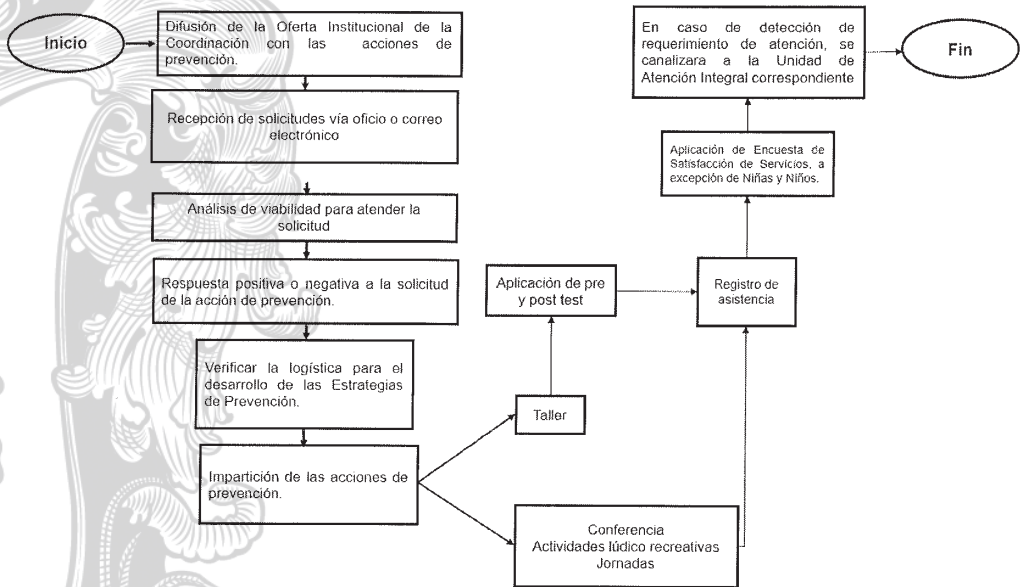 Inicio
Difusión de la Oferta Institucional de la
Coordinación con las acciones de
prevención.
Recepción de solicitudes vía oficio o correo
electrónico
Análisis de viabilidad para atender la
solicitud
Respuesta positiva o negativa a la solicitud
de la acción de prevención.
Verificar la logística para el
desarrollo de las Estrategias
de Prevención.
Impartición de las acciones de
prevención.
Taller
Aplicación de pre
y post test
Conferencia
Actividades lúdico recreativas
Jornadas
Registro de
asistencia
Aplicación de Encuesta de
Satisfacción de Servicios, a
excepción de Niñas y Niños.
En caso de detección de
requerimiento de atención, se
canalizara a la Unidad de
Atención Integral correspondiente
Fin